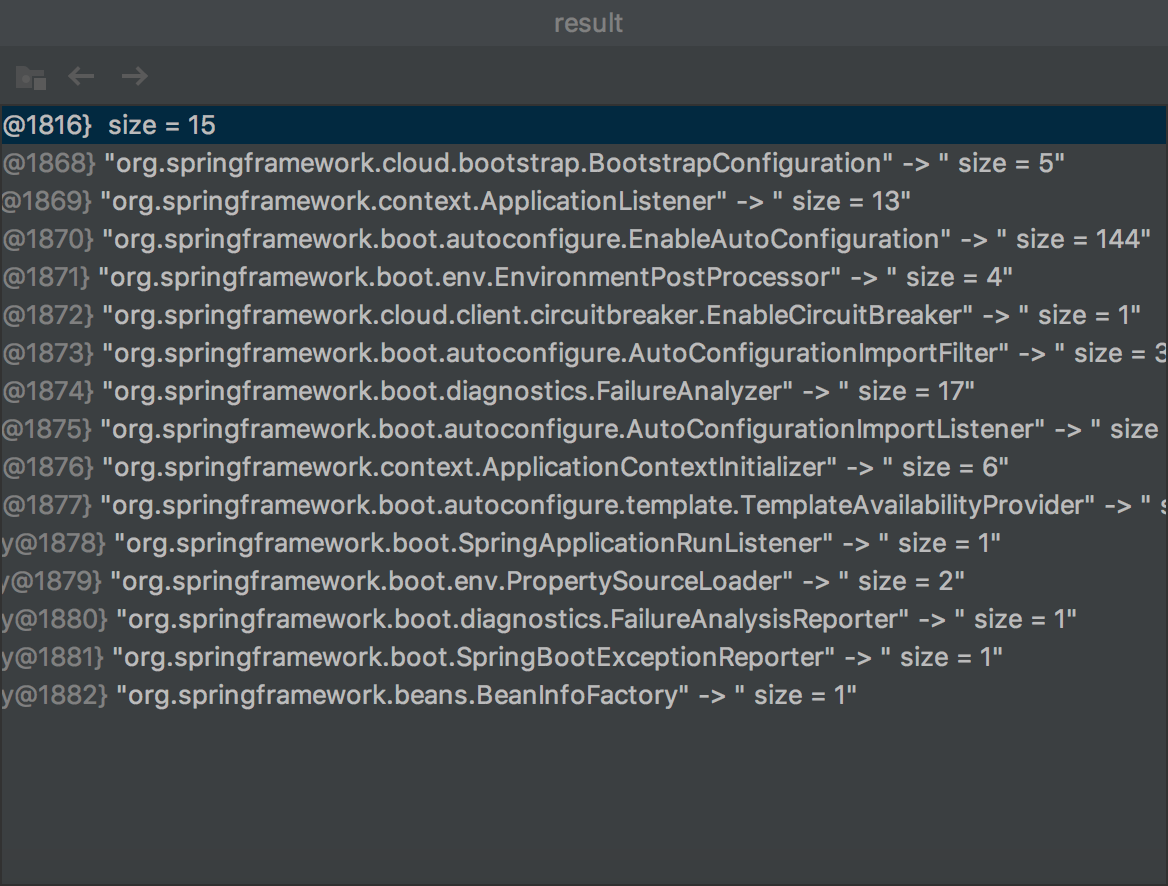 result
@1816} size = 15
@1868} "org.springframework.cloud.bootstrap.BootstrapConfiguration" -> " size = 5"
@1869} "org.springframework.context.ApplicationListener" -> " size = 13"
@1870} "org.springframework.boot.autoconfigure.EnableAutoConfiguration" -> " size = 144"
@1871} "org.springframework.boot.env.EnvironmentPostProcessor" -> " size = 4"
@1872} "org.springframework.cloud.client.circuitbreaker.EnableCircuitBreaker" -> " size = 1"
@1873} "org.springframework.boot.autoconfigure.AutoConfigurationImportFilter" -> " size = 3
@1874} "org.springframework.boot.diagnostics.FailureAnalyzer" -> " size = 17"
@1875} "org.springframework.boot.autoconfigure.AutoConfigurationImportListener" -> " size
@1876} "org.springframework.context.ApplicationContextInitializer" -> " size = 6"
@1877} "org.springframework.boot.autoconfigure.template.TemplateAvailabilityProvider" -> " s
y@1878} "org.springframework.boot.SpringApplicationRunListener" -> " size = 1"
y@1879} "org.springframework.boot.env.PropertySourceLoader" -> " size = 2"
y@1880} "org.springframework.boot.diagnostics.FailureAnalysisReporter" -> " size = 1"
y@1881} "org.springframework.boot.SpringBootExceptionReporter" -> " size = 1"
y@1882} "org.springframework.beans.BeanInfoFactory" -> " size = 1"